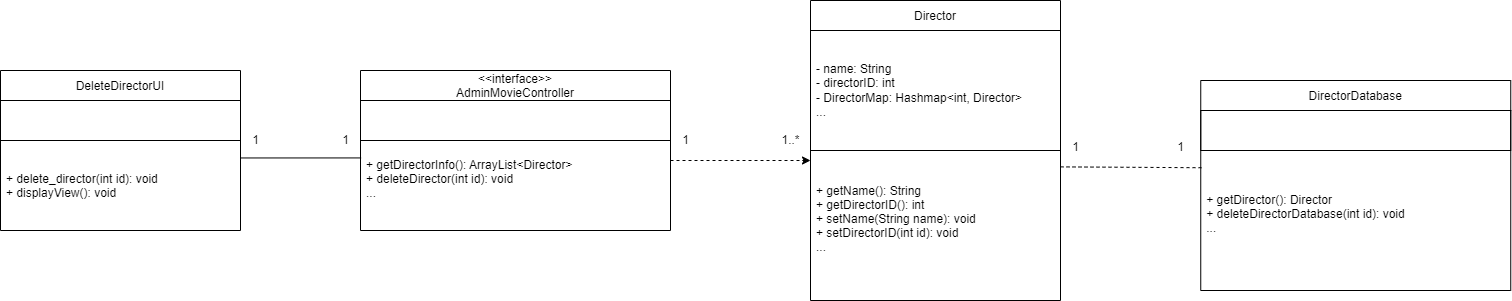 DeleteDirectorUI
+ delete_director(int id): void
+ displayView(): void
1
1
<<interface>>
AdminMovieController
+ getDirectorInfo(): ArrayList<Director>
+ deleteDirector(int id): void
...
1
1..*
Director
- name: String
- directorID: int
- DirectorMap: Hashmap<int, Director>
...
+ getName(): String
+ getDirectorID(): int
+ setName(String name): void
+ setDirectorID(int id): void
...
1
1
DirectorDatabase
+ getDirector(): Director
+ deleteDirectorDatabase(int id): void
...